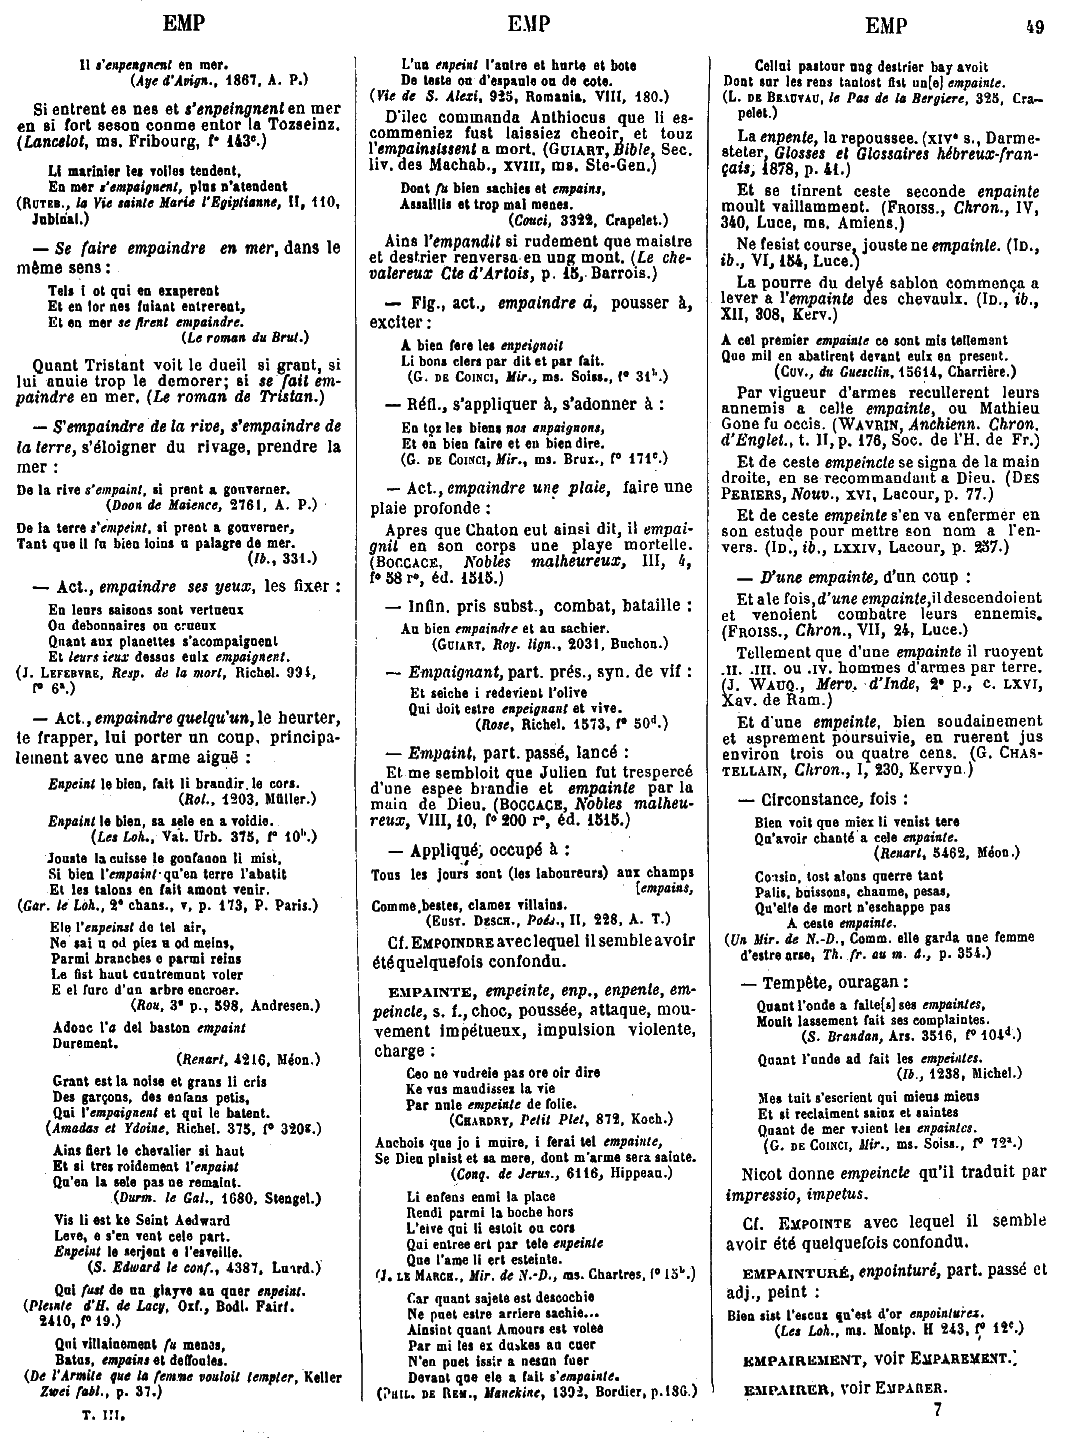 EMP
EMP
EMP
49
Il s'enpengnent en mer.
(Aye d'Avign., 1867, A. P.)
Si entrent es nes et s'enpeingnent en mer
en si fort seson conme entor la Tozseinz.
(Lancelot, ms. Fribourg, f° 143ᶜ.)
Li marinier les voiles tendent,
En mer s'empaignent, plus n'atendent
(RUTEB., la Vie sainte Marie l'Egiptianne, II, 110,
Jubinal.)
— Se faire empaindre en mer, dans le
même sens :
Tels i ot qui en exaperent
Et en lor nes fuiant entrerent,
Et en mer se firent empaindre.
(Le roman du Brut.)
Quant Tristant voit le dueil si grant, si
lui anuie trop le demorer; si se fait em-
paindre en mer. (Le roman de Tristan.)
— S'empaindre de la rive, s'empaindre de
la terre, s'éloigner du rivage, prendre la
mer :
De la rive s'empaint, si prent a gouverner.
(Doon de Maience, 2761, A. P.)
De la terre s'empeint, si prent a gouverner,
Tant que il fu bien loins u palagre de mer.
(Ib., 331.)
— Act., empaindre ses yeux, les fixer :
En leurs saisons sont vertueux
Ou debonnaires ou crueux
Quant aux planettes s'acompaignent
Et leurs ieux dessus eulx empaignent.
(J. LEFEBVRE, Resp. de la mort, Richel. 994,
f° 6ᵃ.)
— Act., empaindre quelqu'un, le heurter,
le frapper, lui porter un coup, principa-
lement avec une arme aiguë :
Enpeint le bien, fait li brandir le cors.
(Rol., 1203, Müller.)
Enpaint le bien, sa sele en a voidie.
(Les Loh., Vat. Urb. 375, f° 10ᵇ.)
Jouste la cuisse le gonfanon li mist,
Si bien l'empaint qu'en terre l'abatit
Et les talons en fait amont venir.
(Gar. le Loh., 2ᵉ chans., v, p. 173, P. Paris.)
Ele l'enpeinst de tel air,
Ne sai u od piez u od meins,
Parmi branches e parmi reins
Le fist haut cuntremunt voler
E el furc d'un arbre encroer.
(Rou, 3ᵉ p., 598, Andresen.)
Adonc l'a del baston empaint
Durement.
(Renart, 4216, Méon.)
Grant est la noise et grans li cris
Des garçons, des enfans petis,
Qui l'empaignent et qui le batent.
(Amadas et Ydoine, Richel. 375, f° 320ᵍ.)
Ains fiert le chevalier si haut
Et si tres roidement l'enpaint
Qu'en la sele pas ne remaint.
(Durm. le Gal., 1680, Stengel.)
Vis li est ke Seint Aedward
Leve, e s'en vent cele part.
Enpeint le serjent e l'esveille.
(S. Edward le conf., 4387, Luard.)
Qui fust de un glayve au quer enpeint.
(Pleinte d'H. de Lacy, Oxf., Bodl. Fairf.
2410, f° 19.)
Qui villainement fu menas,
Batus, empains et deffoules.
(De l'Armite que la femme vouloit tempter, Keller
Zwei fabl., p. 37.)
T. III.
L'un enpeint l'autre et hurte et bote
De teste ou d'espaule ou de cote.
(Vie de S. Alexi, 925, Romania, VIII, 180.)
D'ilec commanda Anthiocus que li es-
commeniez fust laissiez cheoir, et touz
l'empainsissent a mort. (GUIART, Bible, Sec.
liv. des Machab., XVIII, ms. Ste-Gen.)
Dont fu bien sachies et empains,
Assaillis et trop mal menes.
(Couci, 3322, Crapelet.)
Ains l'empandit si rudement que maistre
et destrier renversa en ung mont. (Le che-
valereux Cte d'Artois, p. 15, Barrois.)
— Fig., act., empaindre à, pousser à,
exciter :
A bien fere les enpeignoit
Li bons clers par dit et par fait.
(G. DE COINCI, Mir., ms. Soiss., f° 31ᵇ.)
— Réfl., s'appliquer à, s'adonner à :
En toz les biens nos anpaignons,
Et en bien faire et en bien dire.
(G. DE COINCI, Mir., ms. Brux., f° 171ᶜ.)
— Act., empaindre une plaie, faire une
plaie profonde :
Apres que Chaton eut ainsi dit, il empai-
gnit en son corps une playe mortelle.
(BOCCACE, Nobles malheureux, III, 4,
f° 58 r°, éd. 1515.)
— Infin. pris subst., combat, bataille :
Au bien empaindre et au sachier.
(GUIART, Roy. lign., 2031, Buchon.)
— Empaignant, part. prés., syn. de vif :
Et seiche i redevient l'olive
Qui doit estre enpeignant et vive.
(Rose, Richel. 1573, f° 50ᵈ.)
— Empaint, part. passé, lancé :
Et me sembloit que Julien fut trespercé
d'une espee brandie et empainte par la
main de Dieu. (BOCCACE, Nobles malheu-
reux, VIII, 10, f° 200 r°, éd. 1515.)
— Appliqué, occupé à :
Tous les jours sont (les laboureurs) aux champs
[empains,
Comme bestes, clamez villains.
(EUST. DESCH., Poés., II, 228, A. T.)
Cf. EMPOINDRE avec lequel il semble avoir
été quelquefois confondu.
EMPAINTE, empeinte, enp., enpente, em-
peincte, s. f., choc, poussée, attaque, mou-
vement impétueux, impulsion violente,
charge :
Ceo ne vodreie pas ore oir dire
Ke vus maudissez la vie
Par nule empeinte de folie.
(CHARDRY, Petit Plet, 872, Koch.)
Anchois que jo i muire, i ferai tel empainte,
Se Dieu plaist et sa mere, dont m'arme sera sainte.
(Conq. de Jerus., 6116, Hippeau.)
Li enfens enmi la place
Rendi parmi la boche hors
L'eive qui li estoit ou cors
Qui entree ert par tele enpeinte
Que l'ame li ert esteinte.
(J. LE MARCH., Mir. de N.-D., ms. Chartres, f° 15ᵇ.)
Car quant sajete est descochie
Ne puet estre arriere sachie...
Ainsint quant Amours est volee
Par mi les ex duskes au cuer
N'en puet issir a nesun fuer
Devant que ele a fait s'empainte.
(PHIL. DE REM., Manekine, 1392, Bordier, p. 186.)
Cellui pastour ung destrier bay avoit
Dont sur les rens tantost fist un[e] empainte.
(L. DE BEAUVAU, le Pas de la Bergiere, 325, Cra-
pelet.)
La enpente, la repoussee. (XIVᵉ s., Darme-
steter, Glosses et Glossaires hébreux-fran-
çais, 1878, p. 41.)
Et se tinrent ceste seconde enpainte
moult vaillamment. (FROISS., Chron., IV,
340, Luce, ms. Amiens.)
Ne fesist course, jouste ne empainte. (ID.,
ib., VI, 154, Luce.)
La pourre du delyé sablon commença a
lever a l'empainte des chevaulx. (ID., ib.,
XII, 308, Kerv.)
A cel premier empainte ce sont mis tellement
Que mil en abatirent devant eulx en present.
(CUV., du Guesclin, 15614, Charrière.)
Par vigueur d'armes recullerent leurs
annemis a celle empainte, ou Mathieu
Gone fu occis. (WAVRIN, Anchienn. Chron.
d'Englet., t. II, p. 176, Soc. de l'H. de Fr.)
Et de ceste empeincte se signa de la main
droite, en se recommandant a Dieu. (DES
PERIERS, Nouv., XVI, Lacour, p. 77.)
Et de ceste empeinte s'en va enfermer en
son estude pour mettre son nom a l'en-
vers. (ID., ib., LXXIV, Lacour, p. 257.)
— D'une empainte, d'un coup :
Et ale fois, d'une empainte, il descendoient
et venoient combatre leurs ennemis.
(FROISS., Chron., VII, 24, Luce.)
Tellement que d'une empainte il ruoyent
.II. .III. ou .IV. hommes d'armes par terre.
(J. WAUQ., Merv. d'Inde, 2ᵉ p., c. LXVI,
Xav. de Ram.)
Et d'une empeinte, bien soudainement
et asprement poursuivie, en ruerent jus
environ trois ou quatre cens. (G. CHAS-
TELLAIN, Chron., I, 230, Kervyn.)
— Circonstance, fois :
Bien voit que miex li venist tere
Qu'avoir chanté a cele enpainte.
(Renart, 5462, Méon.)
Cousin, tost alons querre tant
Palis, buissons, chaume, pesas,
Qu'elle de mort n'eschappe pas
A ceste empainte.
(Un Mir. de N.-D., Comm. elle garda une femme
d'estre arse, Th. fr. au m. â., p. 354.)
— Tempête, ouragan :
Quant l'onde a faite[s] ses empaintes,
Mouit lassement fait ses complaintes.
(S. Brandan, Ars. 3516, f° 104ᵈ.)
Quant l'unde ad fait les empeintes.
(Ib., 1238, Michel.)
Mes tuit s'escrient qui mieus mieus
Et si reclaiment sainz et saintes
Quant de mer voient les enpaintes.
(G. DE COINCI, Mir., ms. Soiss., f° 72ᵃ.)
Nicot donne empeincte qu'il traduit par
impressio, impetus.
Cf. EMPOINTE avec lequel il semble
avoir été quelquefois confondu.
EMPAINTURÉ, enpointuré, part. passé et
adj., peint :
Bien sist l'escuz qu'est d'or enpointurez.
(Les Loh., ms. Montp. H 243, f° 12ᶜ.)
EMPAIREMENT, voir EMPAREMENT.
EMPAIRER, voir EMPARER.
7